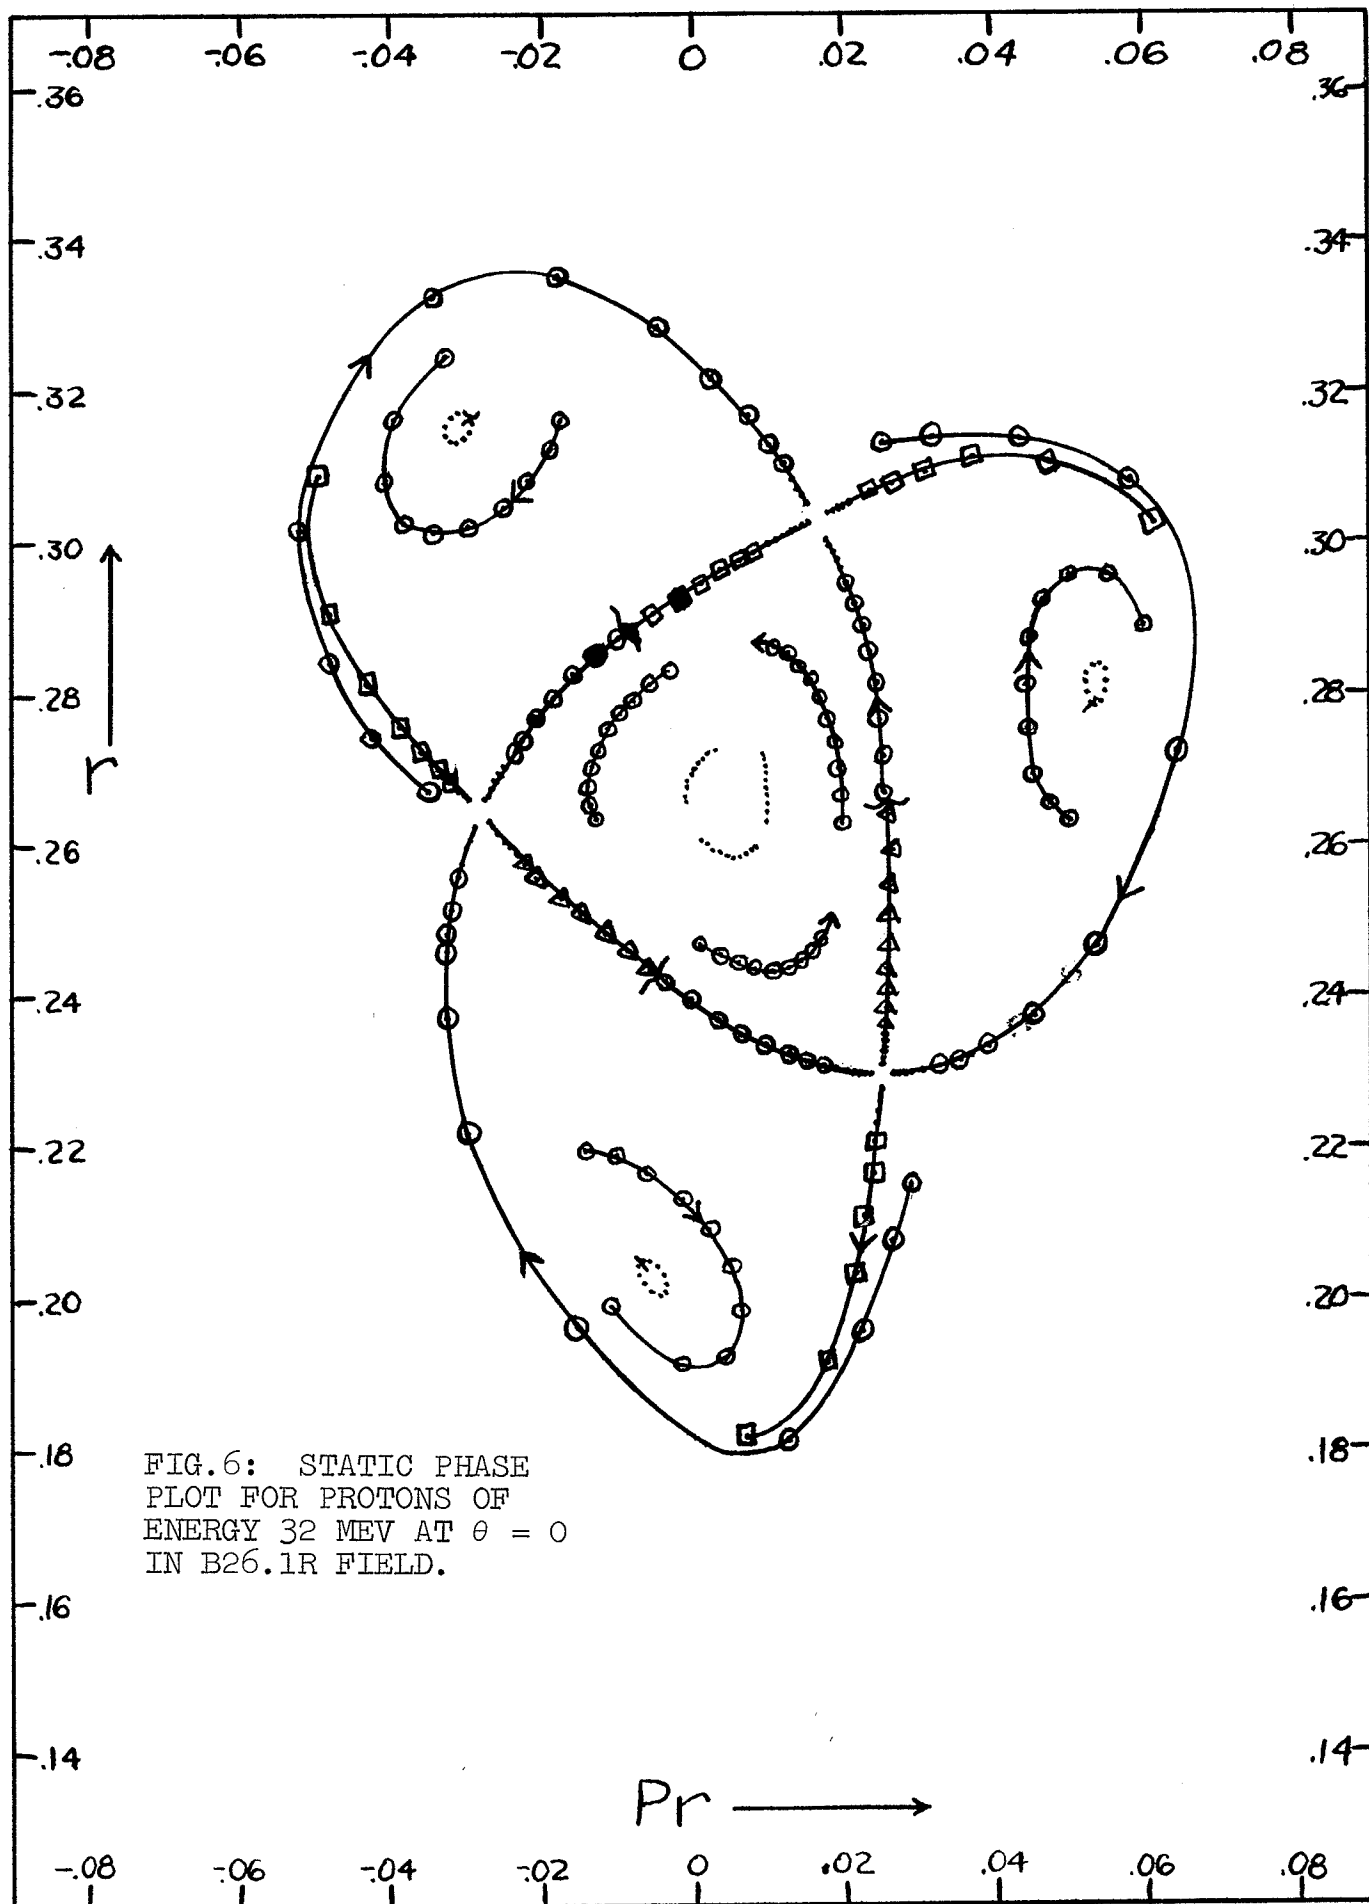 -.08 -.06 -.04 -.02 0 .02 .04 .06 .08
.36 .36
.34 .34
.32 .32
.30 .30
.28 .28
r
.26 .26
.24 .24
.22 .22
.20 .20
.18 .18
FIG.6: STATIC PHASE
PLOT FOR PROTONS OF
ENERGY 32 MEV AT θ = 0
IN B26.1R FIELD.
.16 .16
.14 .14
Pr
-.08 -.06 -.04 -.02 0 .02 .04 .06 .08